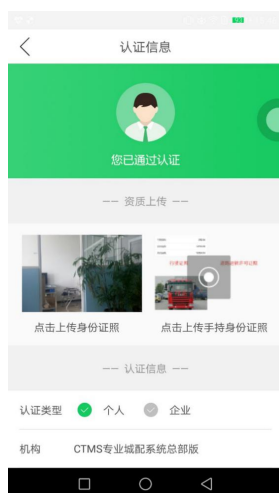 认证信息
您已通过认证
-- 资质上传 --
点击上传身份证照
点击上传手持身份证照
-- 认证信息 --
认证类型 个人 企业
机构 CTMS专业城配系统总部版